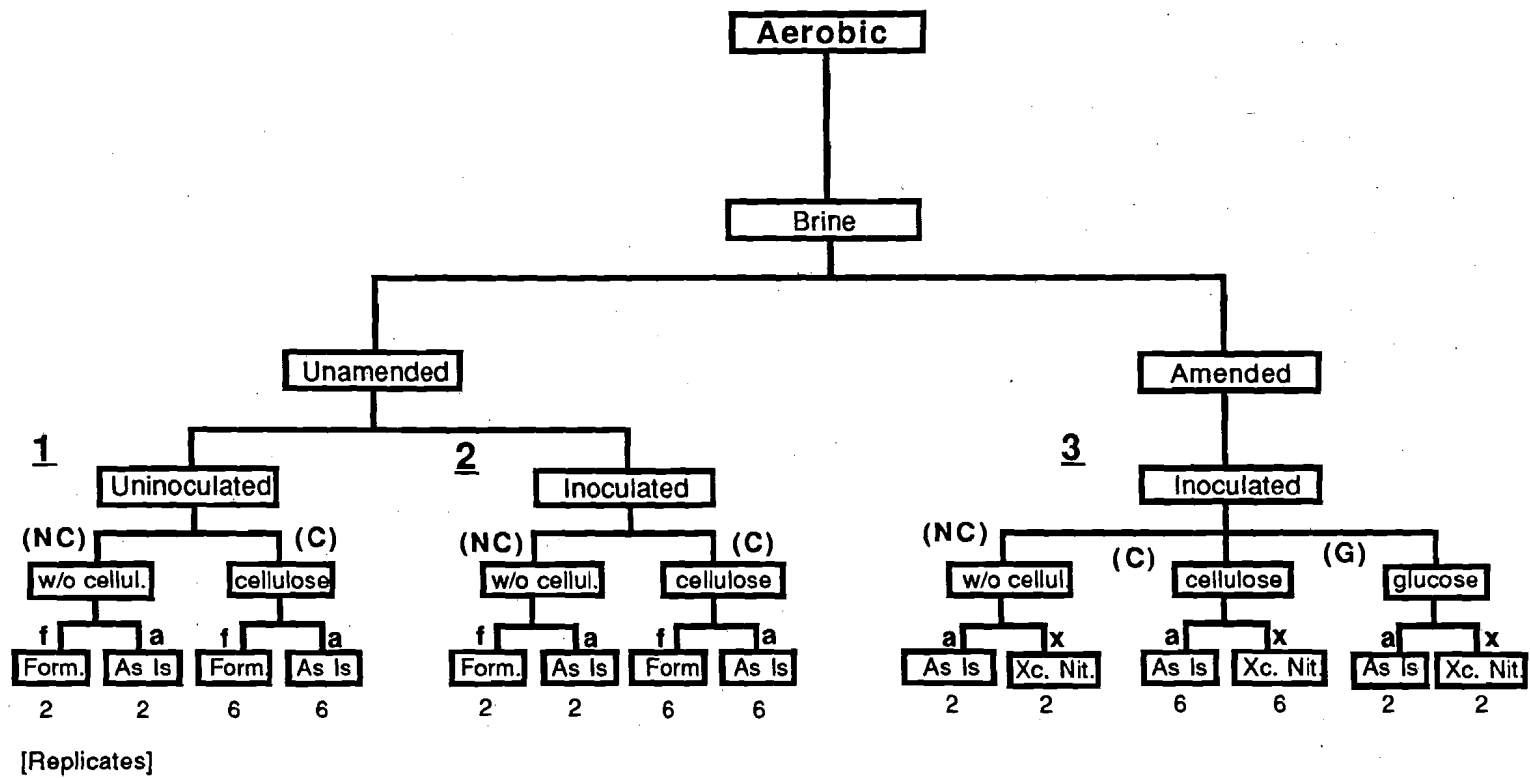 Aerobic
Brine
Unamended
Amended
1
2
3
Uninoculated
Inoculated
Inoculated
(NC)
(C)
(NC)
(C)
(NC)
(C)
(G)
w/o cellul.
cellulose
w/o cellul.
cellulose
w/o cellul.
cellulose
glucose
f a f a f a f a a x a x a x
Form. As Is Form. As Is Form. As Is Form As Is As Is Xc. Nit. As Is Xc. Nit. As Is Xc. Nit.
2 2 6 6 2 2 6 6 2 2 6 6 2 2
[Replicates]